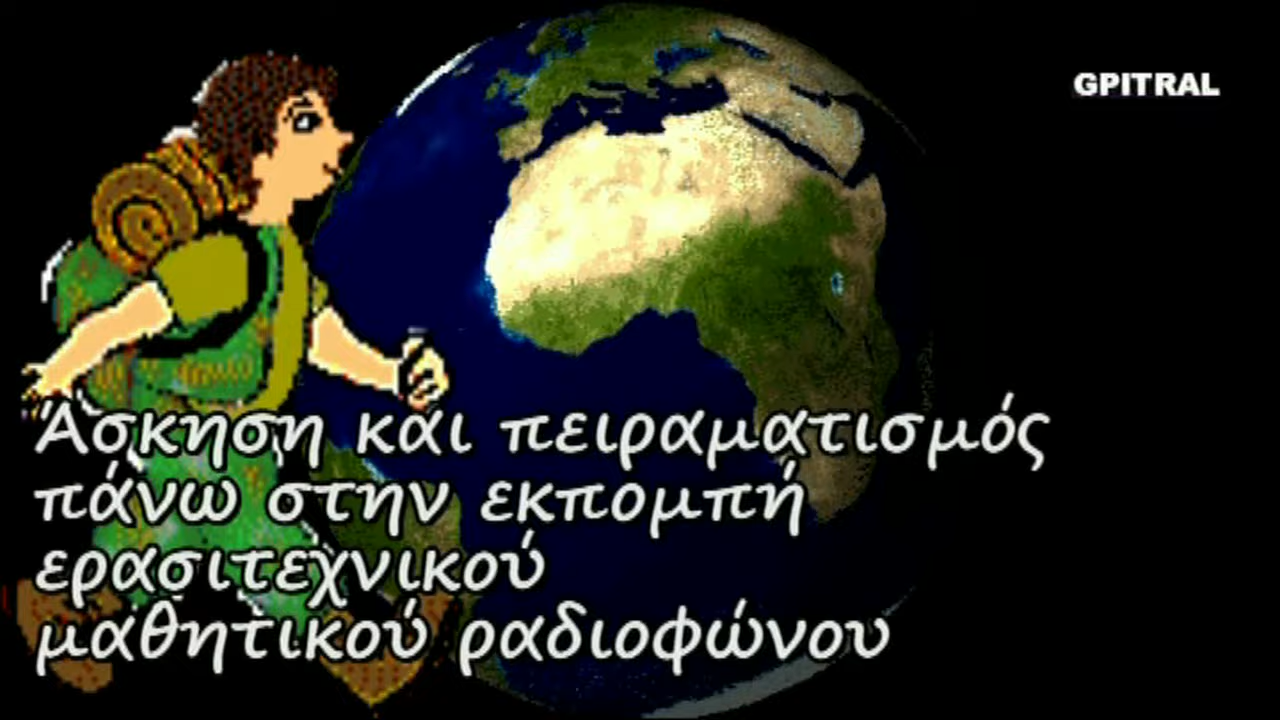 GPITRAL
Άσκηση και πειραματισμός
πάνω στην εκπομπή
ερασιτεχνικού
μαθητικού ραδιοφώνου